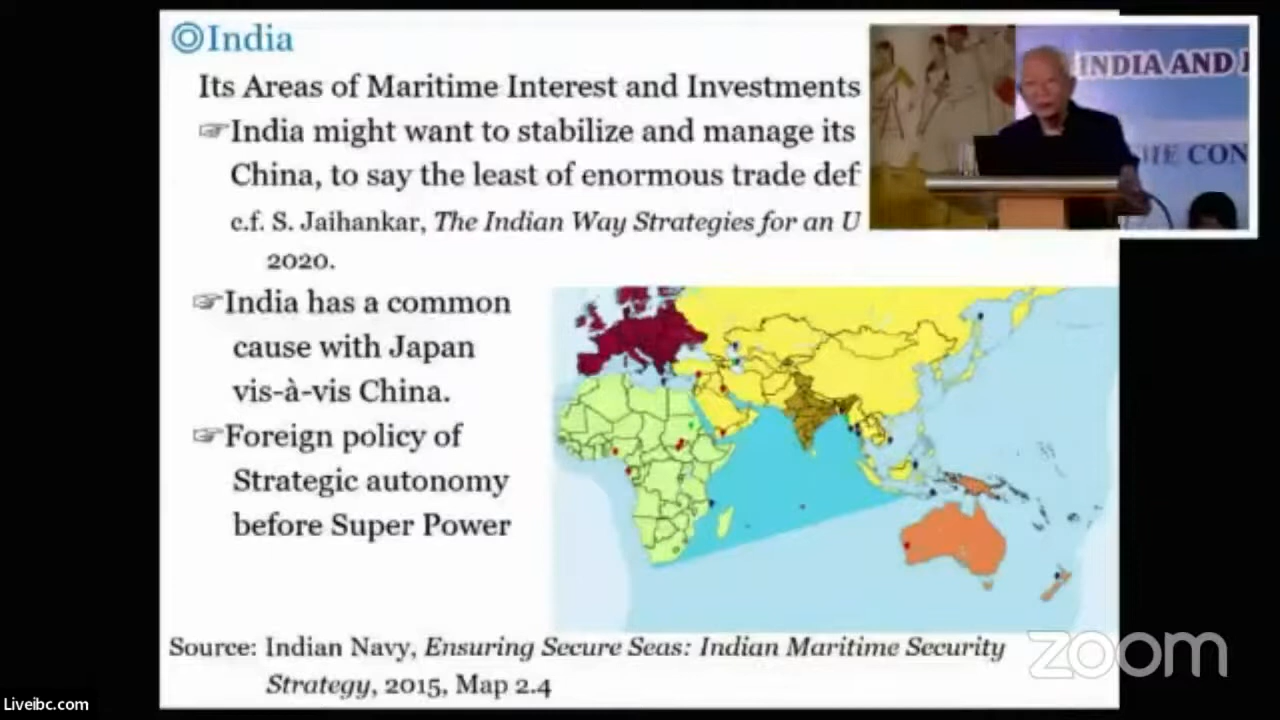 ◎India
Its Areas of Maritime Interest and Investments
☞India might want to stabilize and manage its
China, to say the least of enormous trade def
c.f. S. Jaihankar, The Indian Way Strategies for an U
2020.
☞India has a common
cause with Japan
vis-à-vis China.
☞Foreign policy of
Strategic autonomy
before Super Power
Source: Indian Navy, Ensuring Secure Seas: Indian Maritime Security
Strategy, 2015, Map 2.4
INDIA AND
CON
zoom
Liveibc.com